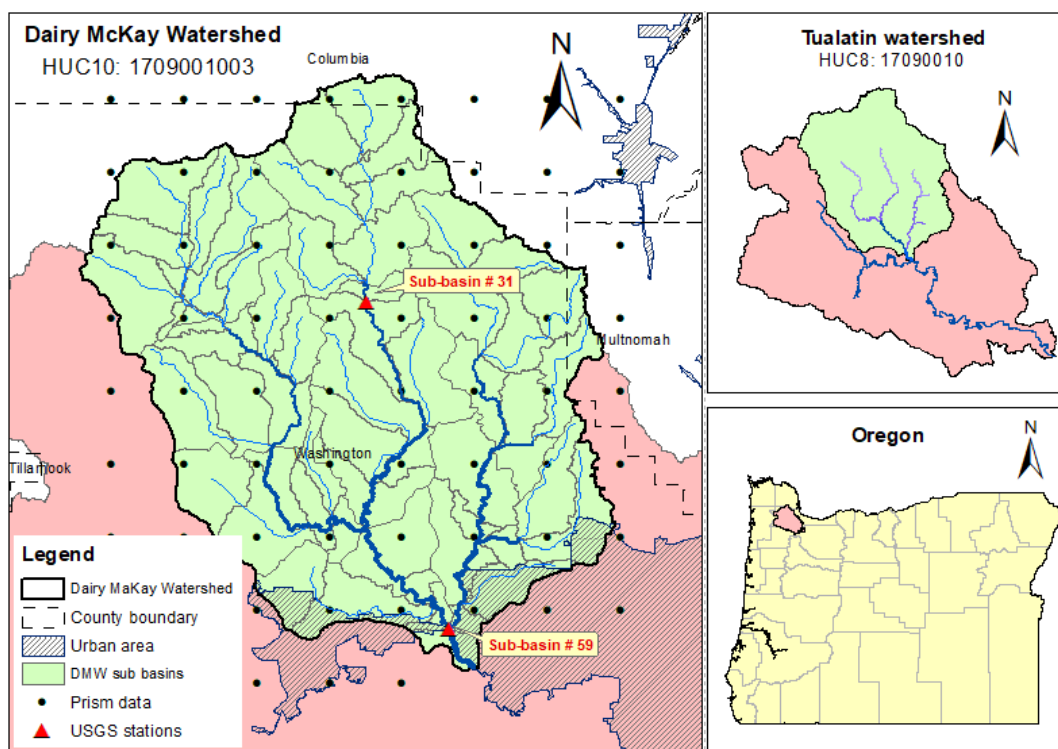 Dairy McKay Watershed
HUC10: 1709001003
Columbia
N
Sub-basin # 31
Multnomah
Washington
Tillamook
Sub-basin # 59
Legend
Dairy MaKay Watershed
County boundary
Urban area
DMW sub basins
Prism data
USGS stations
Tualatin watershed
HUC8: 17090010
N
Oregon
N